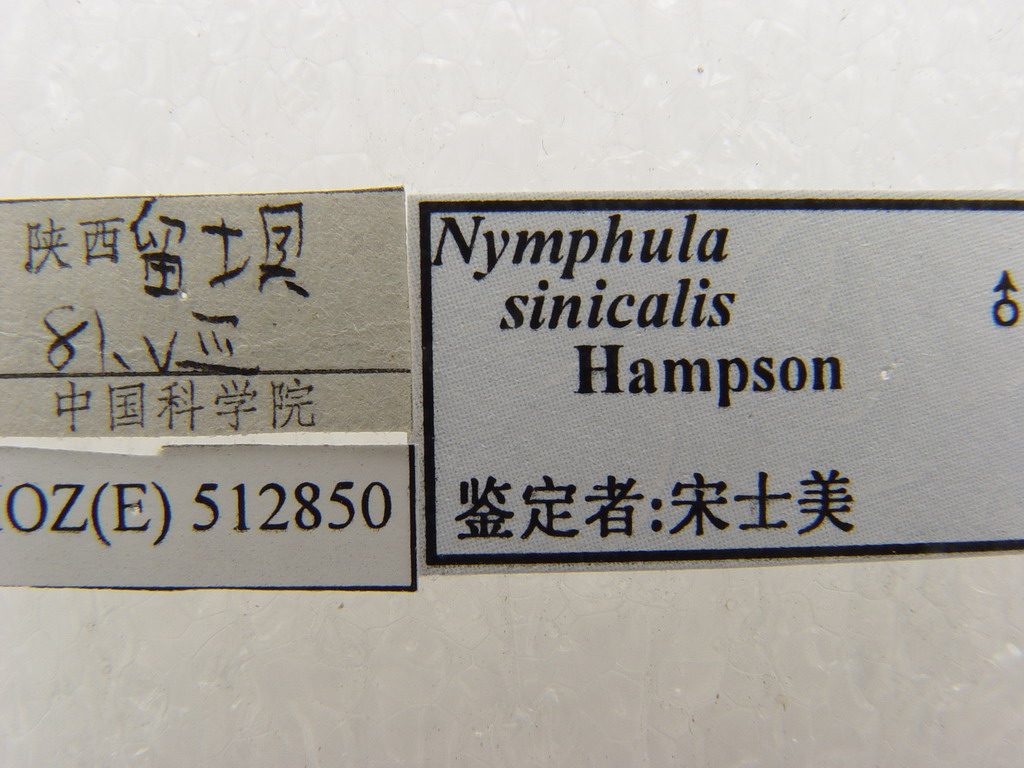 陕西留坝
81、VIII
中国科学院
IOZ(E) 512850
Nymphula
sinicalis
♂
Hampson
鉴定者:宋士美